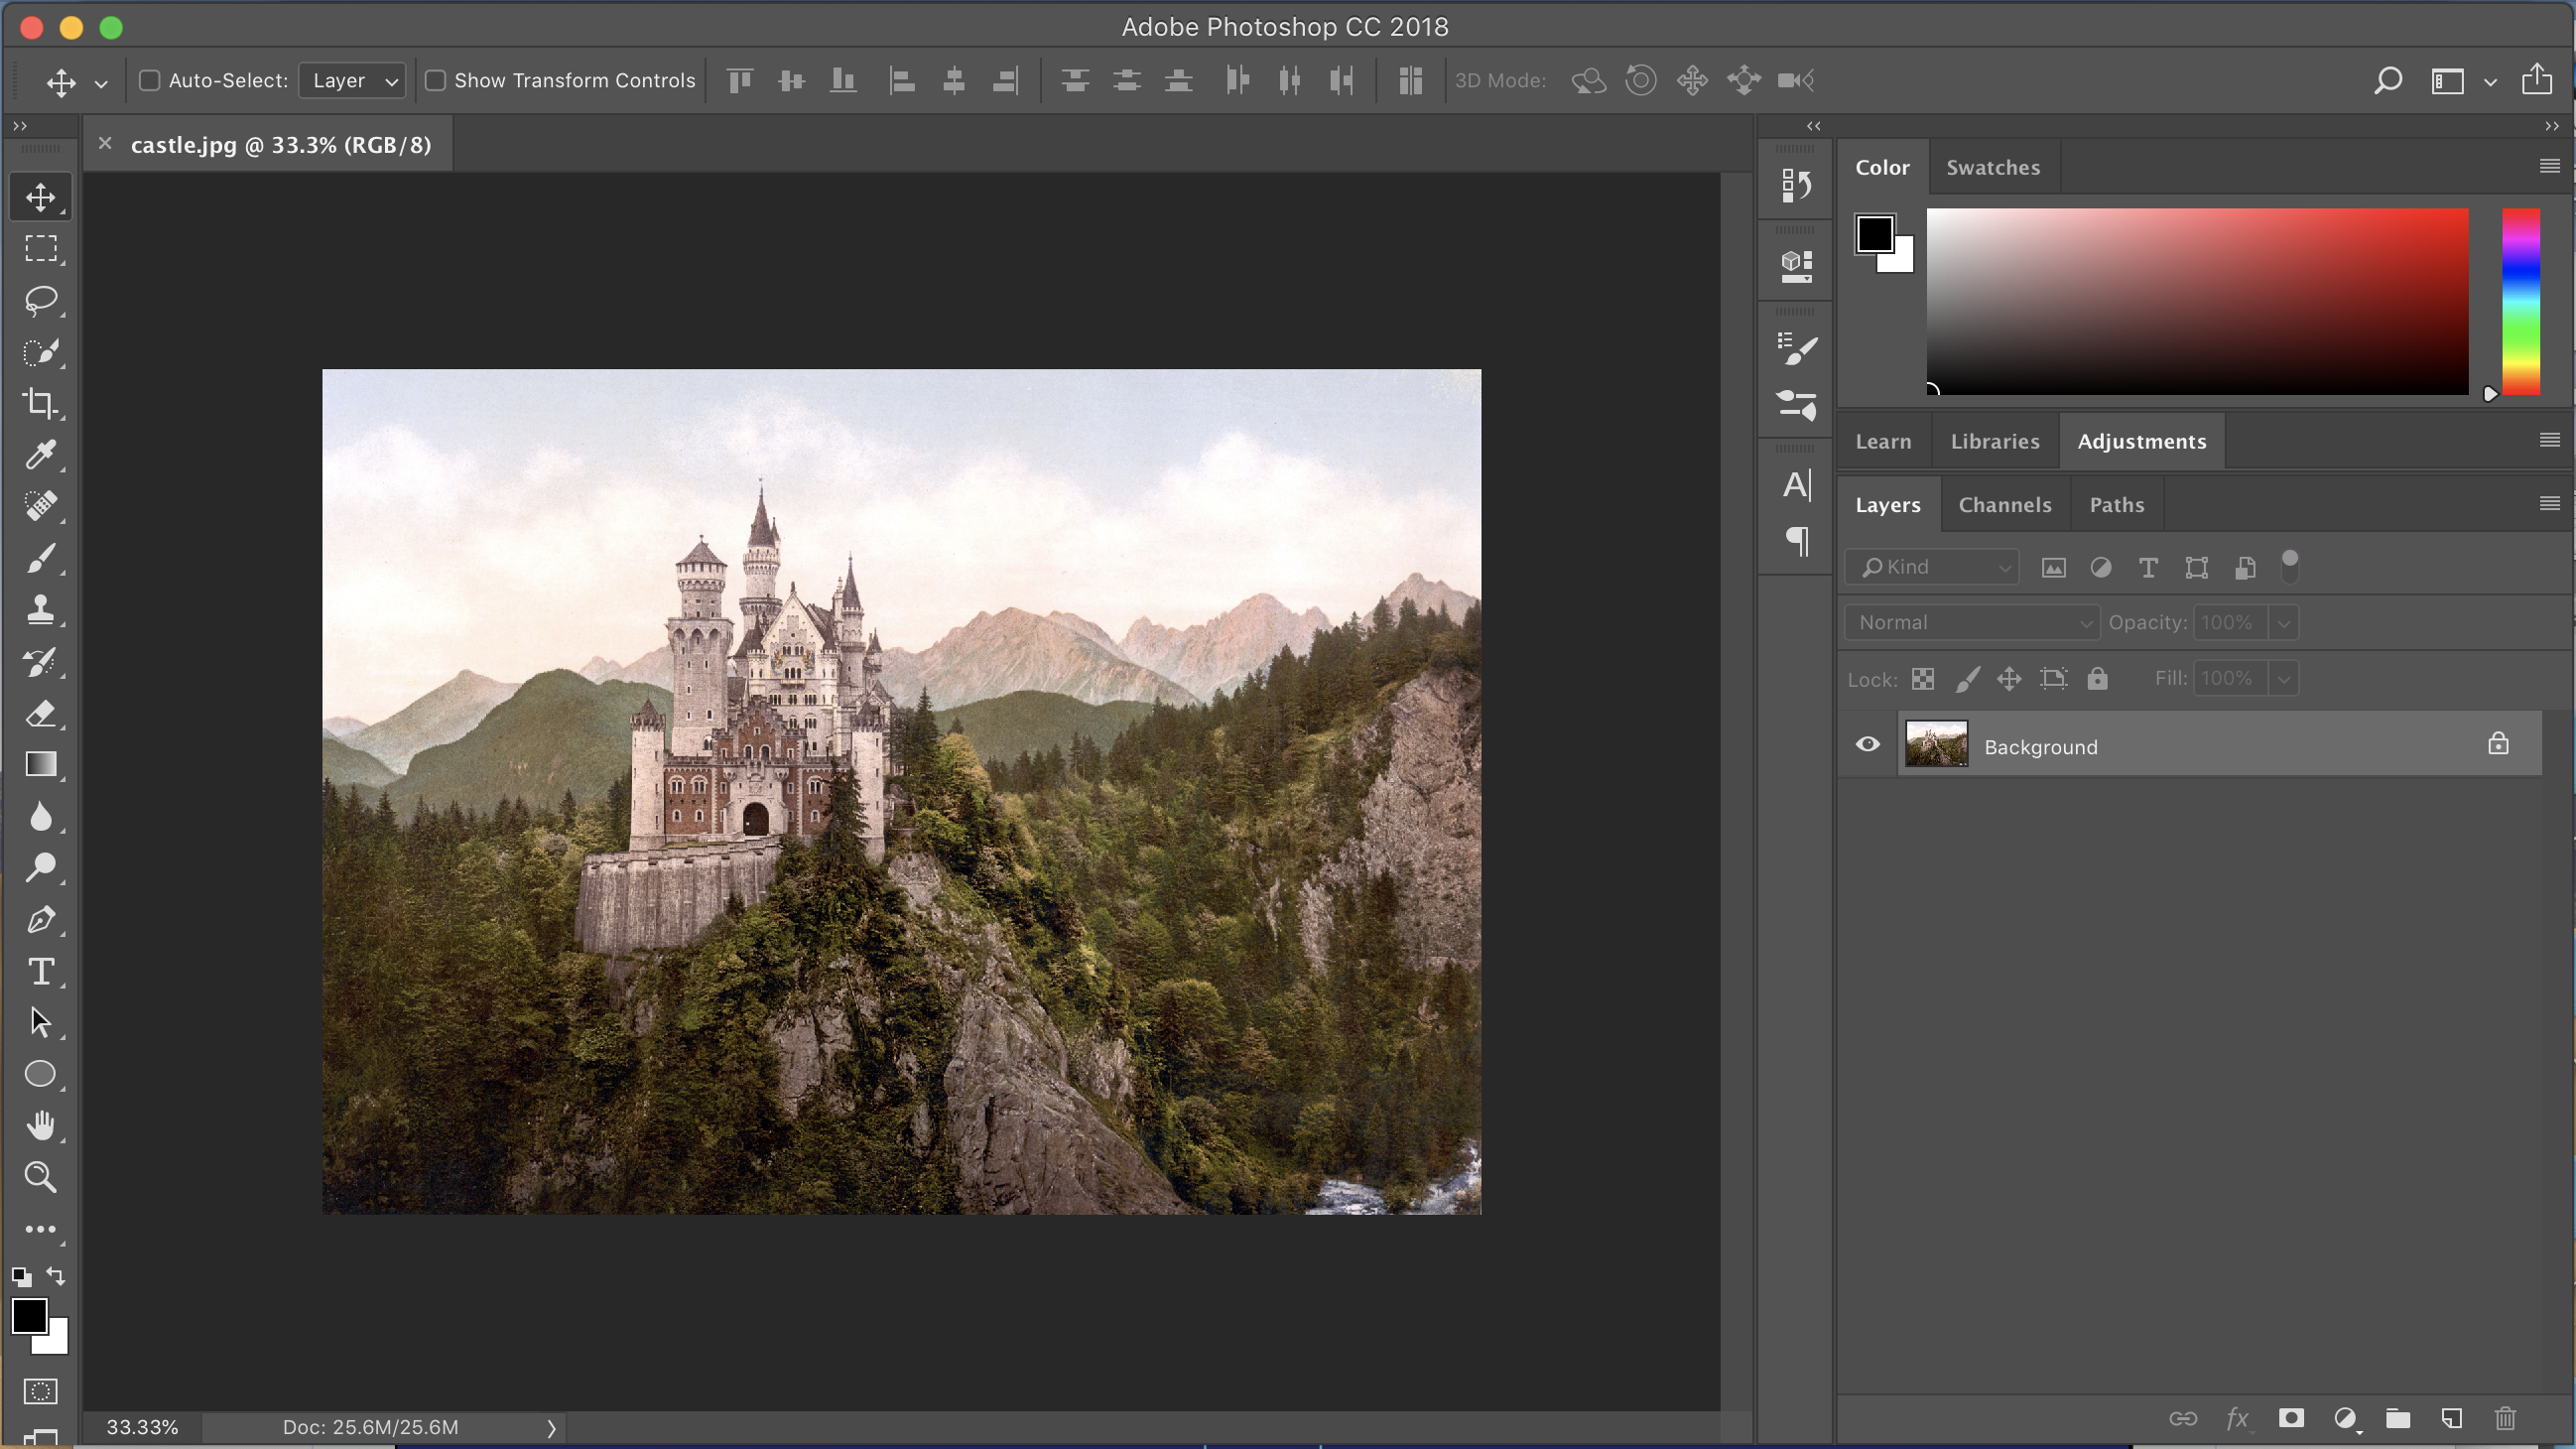 Adobe Photoshop CC 2018
Auto-Select: Layer Show Transform Controls 3D Mode:
castle.jpg @ 33.3% (RGB/8)
Color Swatches
Learn Libraries Adjustments
Layers Channels Paths
Kind
Normal Opacity: 100%
Lock: Fill: 100%
Background
33.33% Doc: 25.6M/25.6M